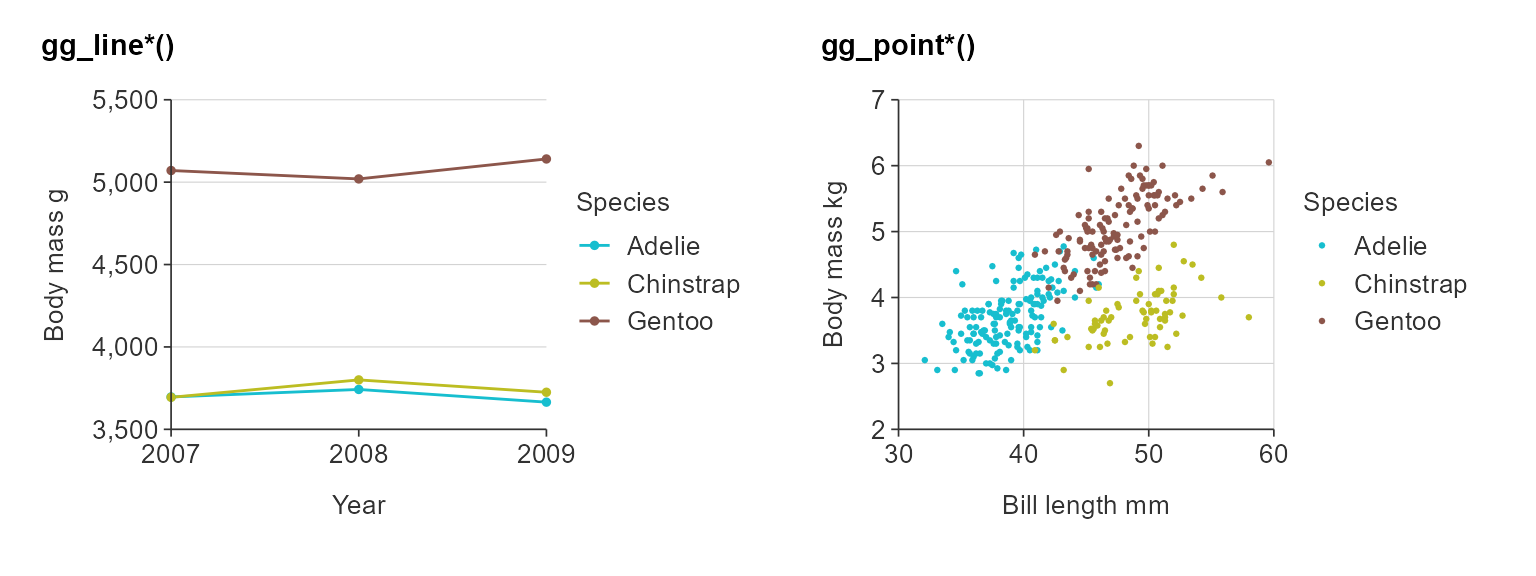 gg_line*()
5,500
5,000
4,500
4,000
3,500
Body mass g
2007 2008 2009
Year
Species
Adelie
Chinstrap
Gentoo
gg_point*()
7
6
5
4
3
2
Body mass kg
30 40 50 60
Bill length mm
Species
Adelie
Chinstrap
Gentoo